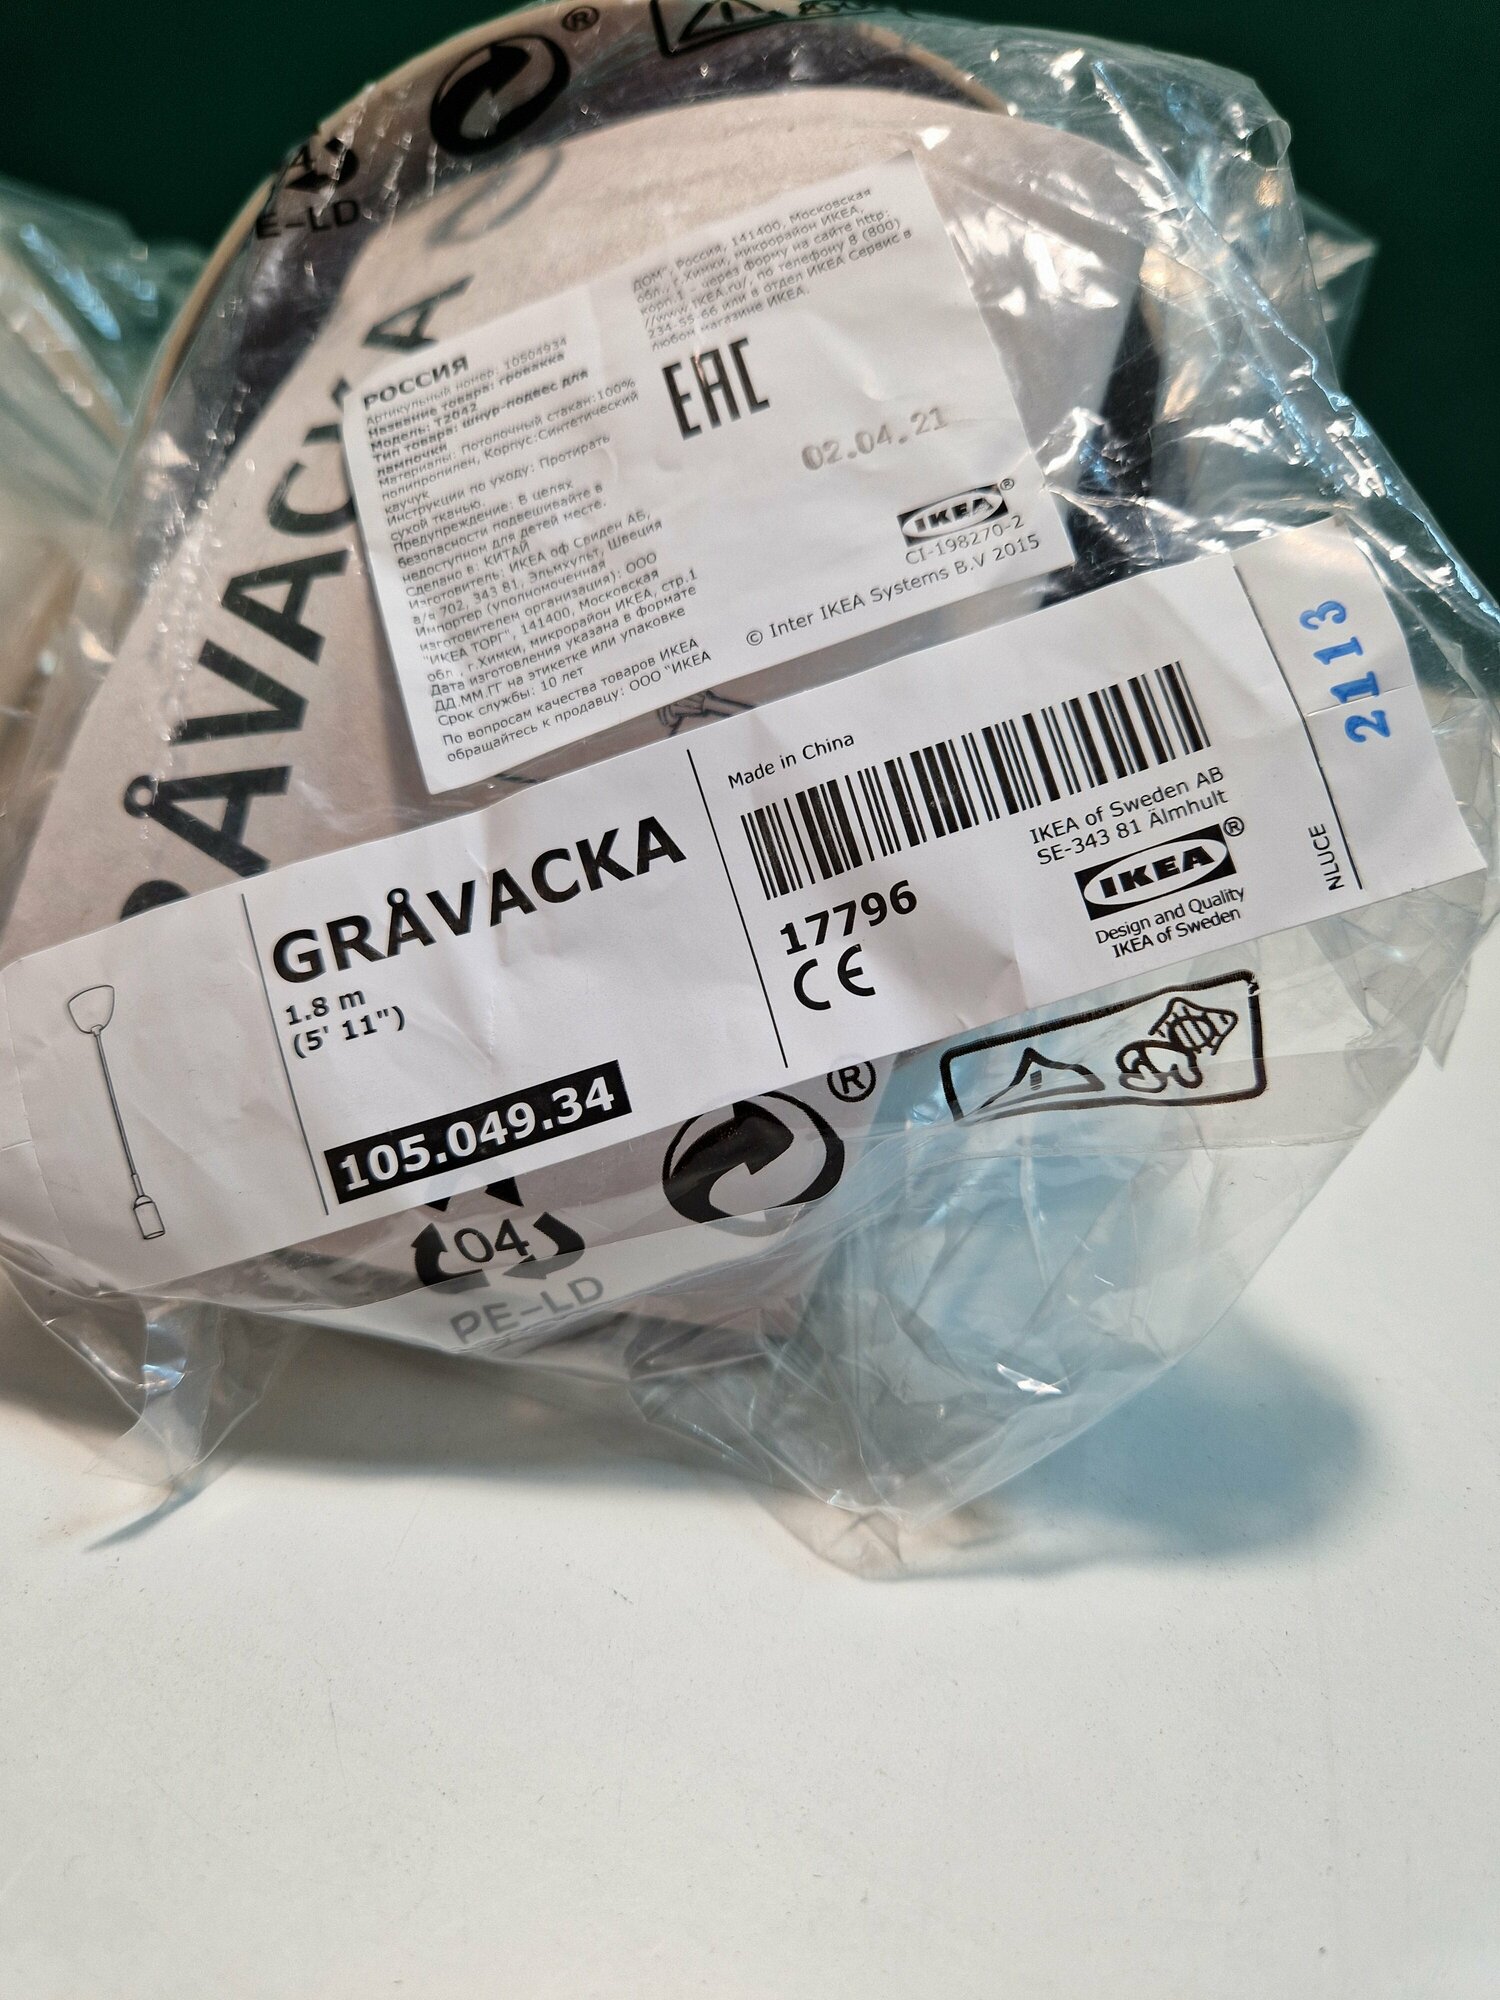 ®
E-LD
РОССИЯ
Артикульный номер: 10504934
Название товара: гровакка
Модель: T2042
Тип товара: шнур-подвес для
лампочки
Материалы: Потолочный стакан:100%
полипропилен, Корпус:Синтетический
каучук
Инструкции по уходу: Протирать
сухой тканью.
Предупреждение: В целях
безопасности подвешивайте в
недоступном для детей месте.
Сделано в: КИТАЙ
Изготовитель: ИКЕА оф Свиден АБ,
а/я 702, 343 81, Эльмхульт, Швеция
Импортер (уполномоченная
изготовителем организация): ООО
"ИКЕА ТОРГ", 141400, Московская
обл., г.Химки, микрорайон ИКЕА, стр.1
Дата изготовления указана в формате
ДД.ММ.ГГ на этикетке или упаковке
Срок службы: 10 лет
По вопросам качества товаров ИКЕА
обращайтесь к продавцу: ООО "ИКЕА
ДОМ", Россия, 141400, Московская
обл., г.Химки, микрорайон ИКЕА,
корп.1 - через форму на сайте http:
//www.IKEA.ru/, по телефону 8 (800)
234-55-66 или в отдел ИКЕА Сервис в
любом магазине ИКЕА.
EAC
02.04.21
IKEA®
CI-198270-2
© Inter IKEA Systems B.V 2015
GRÅVACKA
1.8 m
(5' 11")
105.049.34
Made in China
17796
CE
IKEA of Sweden AB
SE-343 81 Älmhult
IKEA®
Design and Quality
IKEA of Sweden
2113
NLUCE
®
04
PE-LD